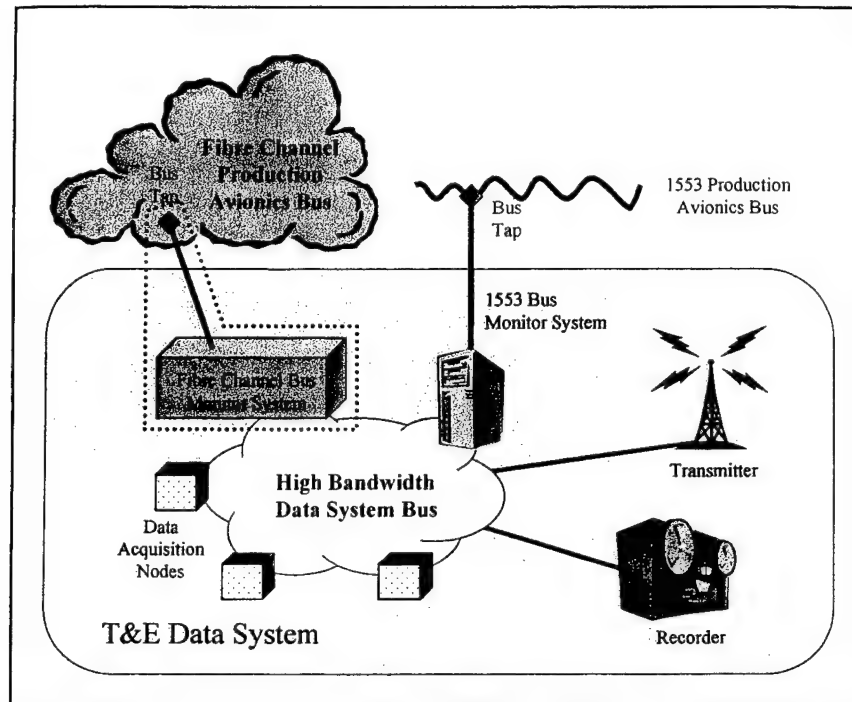 Fibre Channel
Production
Avionics Bus
Bus
Tap
Bus
Tap
1553 Production
Avionics Bus
1553 Bus
Monitor System
Fibre Channel Bus
Monitor System
High Bandwidth
Data System Bus
Transmitter
Data
Acquisition
Nodes
T&E Data System
Recorder